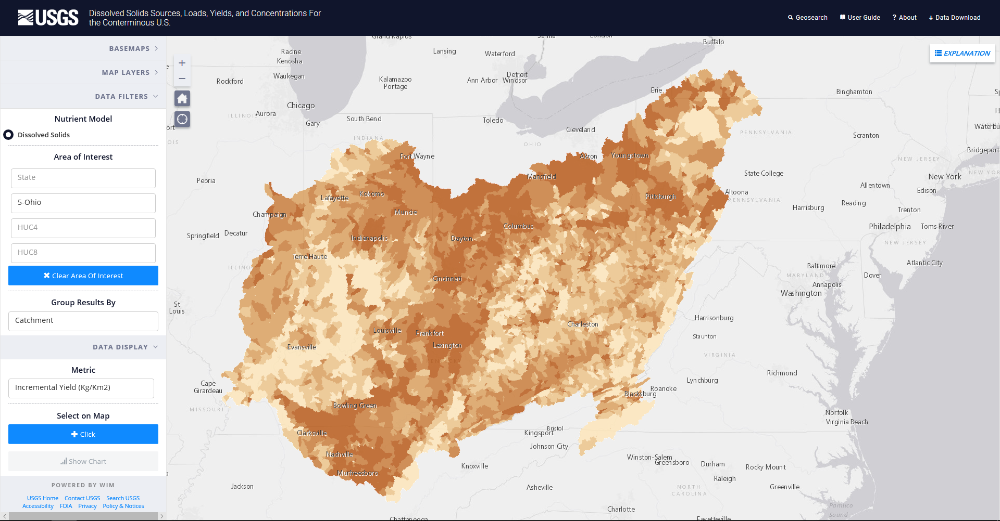 USGS
Dissolved Solids Sources, Loads, Yields, and Concentrations For
the Conterminous U.S.
Geosearch
User Guide
? About
Data Download
BASEMAPS
MAP LAYERS
DATA FILTERS
Nutrient Model
Dissolved Solids
Area of Interest
State
5-Ohio
HUC4
HUC8
Clear Area Of Interest
Group Results By
Catchment
DATA DISPLAY
Metric
Incremental Yield (Kg/Km2)
Select on Map
Click
Show Chart
POWERED BY WIM
USGS Home Contact USGS Search USGS
Accessibility FOIA Privacy Policy & Notices
+
−
EXPLANATION
Grand Rapids
Sarnia
London
Buffalo
Racine
Kenosha
Lansing
Waterford
Waukegan
Rockford
Kalamazoo
Portage
Ann Arbor
Detroit
Windsor
Erie
Binghamton
Chicago
Aurora
ILLINOIS
Gary
South Bend
Toledo
Cleveland
PENNSYLVANIA
Scranton
Waterbu
INDIANA
OHIO
Fort Wayne
Akron
Youngstown
Bridgeport
NEW JERSEY
State College
New York
NEW YOR
Peoria
Mansfield
Allentown
Edison
Lafayette
Kokomo
Pittsburgh
Altoona
PENNSYLVANIA
Reading
Harrisburg
Trenton
Champaign
Muncie
Columbus
Philadelphia
Toms River
Springfield
Decatur
Indianapolis
Dayton
NEW JERSEY
Terre Haute
Atlantic City
ILLINO
Baltimore
MARYLAND
Dover
Annapolis
Washington
Cincinnati
St
Louis
Harrisonburg
Charleston
Louisville
Frankfort
Staunton
Lexington
Evansville
VIRGINIA
Richmond
Lynchburg
Cape
Girardeau
Roanoke
Blacksburg
MISSOURI
Bowling Green
Norfolk
Virginia Beach
Clarksville
Bristol
Kingsport
Johnson City
Nashville
Winston-Salem
Greensboro
Durham
Rocky Mount
Knoxville
Murfreesboro
Raleigh
Jackson
Asheville
NORTH
CAROLINA
Greenville
Charlotte
Pamlico
Sound
Chattanooga
Fayetteville